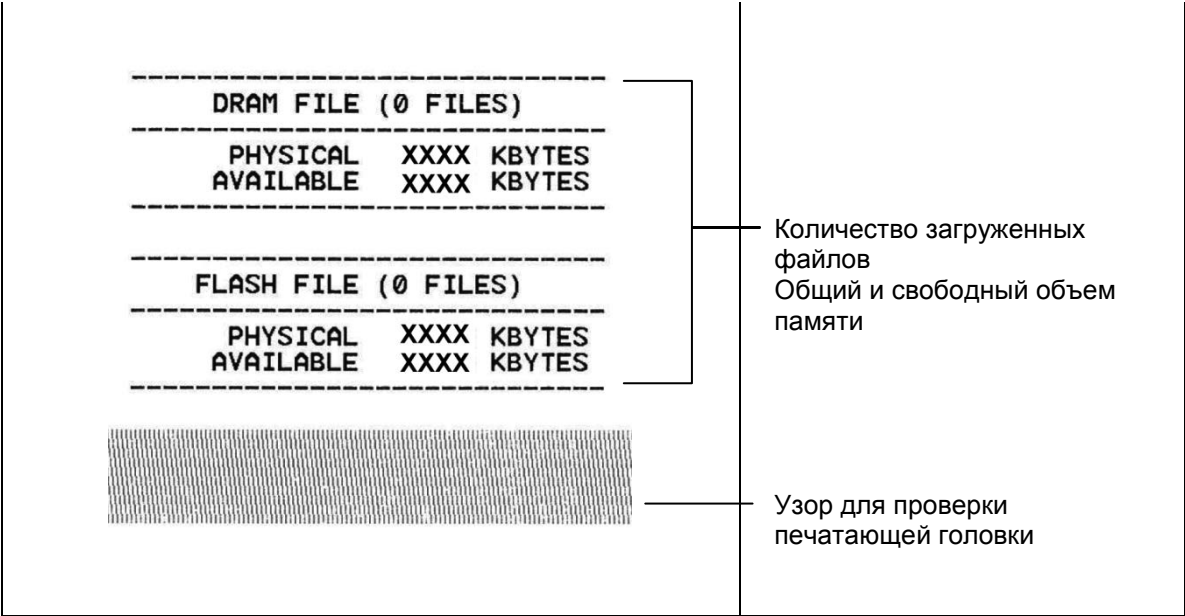 DRAM FILE (0 FILES)
PHYSICAL XXXX KBYTES
AVAILABLE XXXX KBYTES
FLASH FILE (0 FILES)
PHYSICAL XXXX KBYTES
AVAILABLE XXXX KBYTES
Количество загруженных
файлов
Общий и свободный объем
памяти
Узор для проверки
печатающей головки